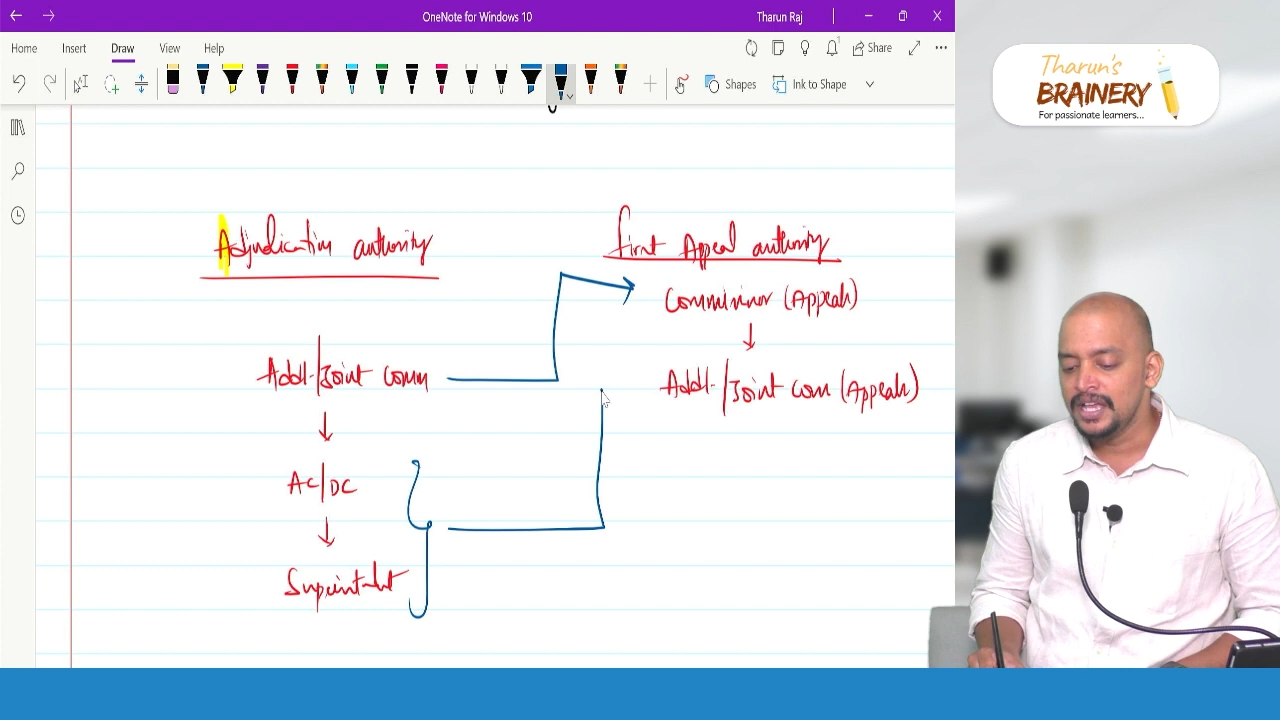 OneNote for Windows 10
Tharun Raj
Home Insert Draw View Help
Share
Shapes
Ink to Shape
Tharun's
BRAINERY
For passionate learners...
Adjudication authority
First Appeal authority
Commissioner (Appeals)
Addl./Joint Comm
Addl./Joint Com (Appeals)
AC/DC
Superintendent